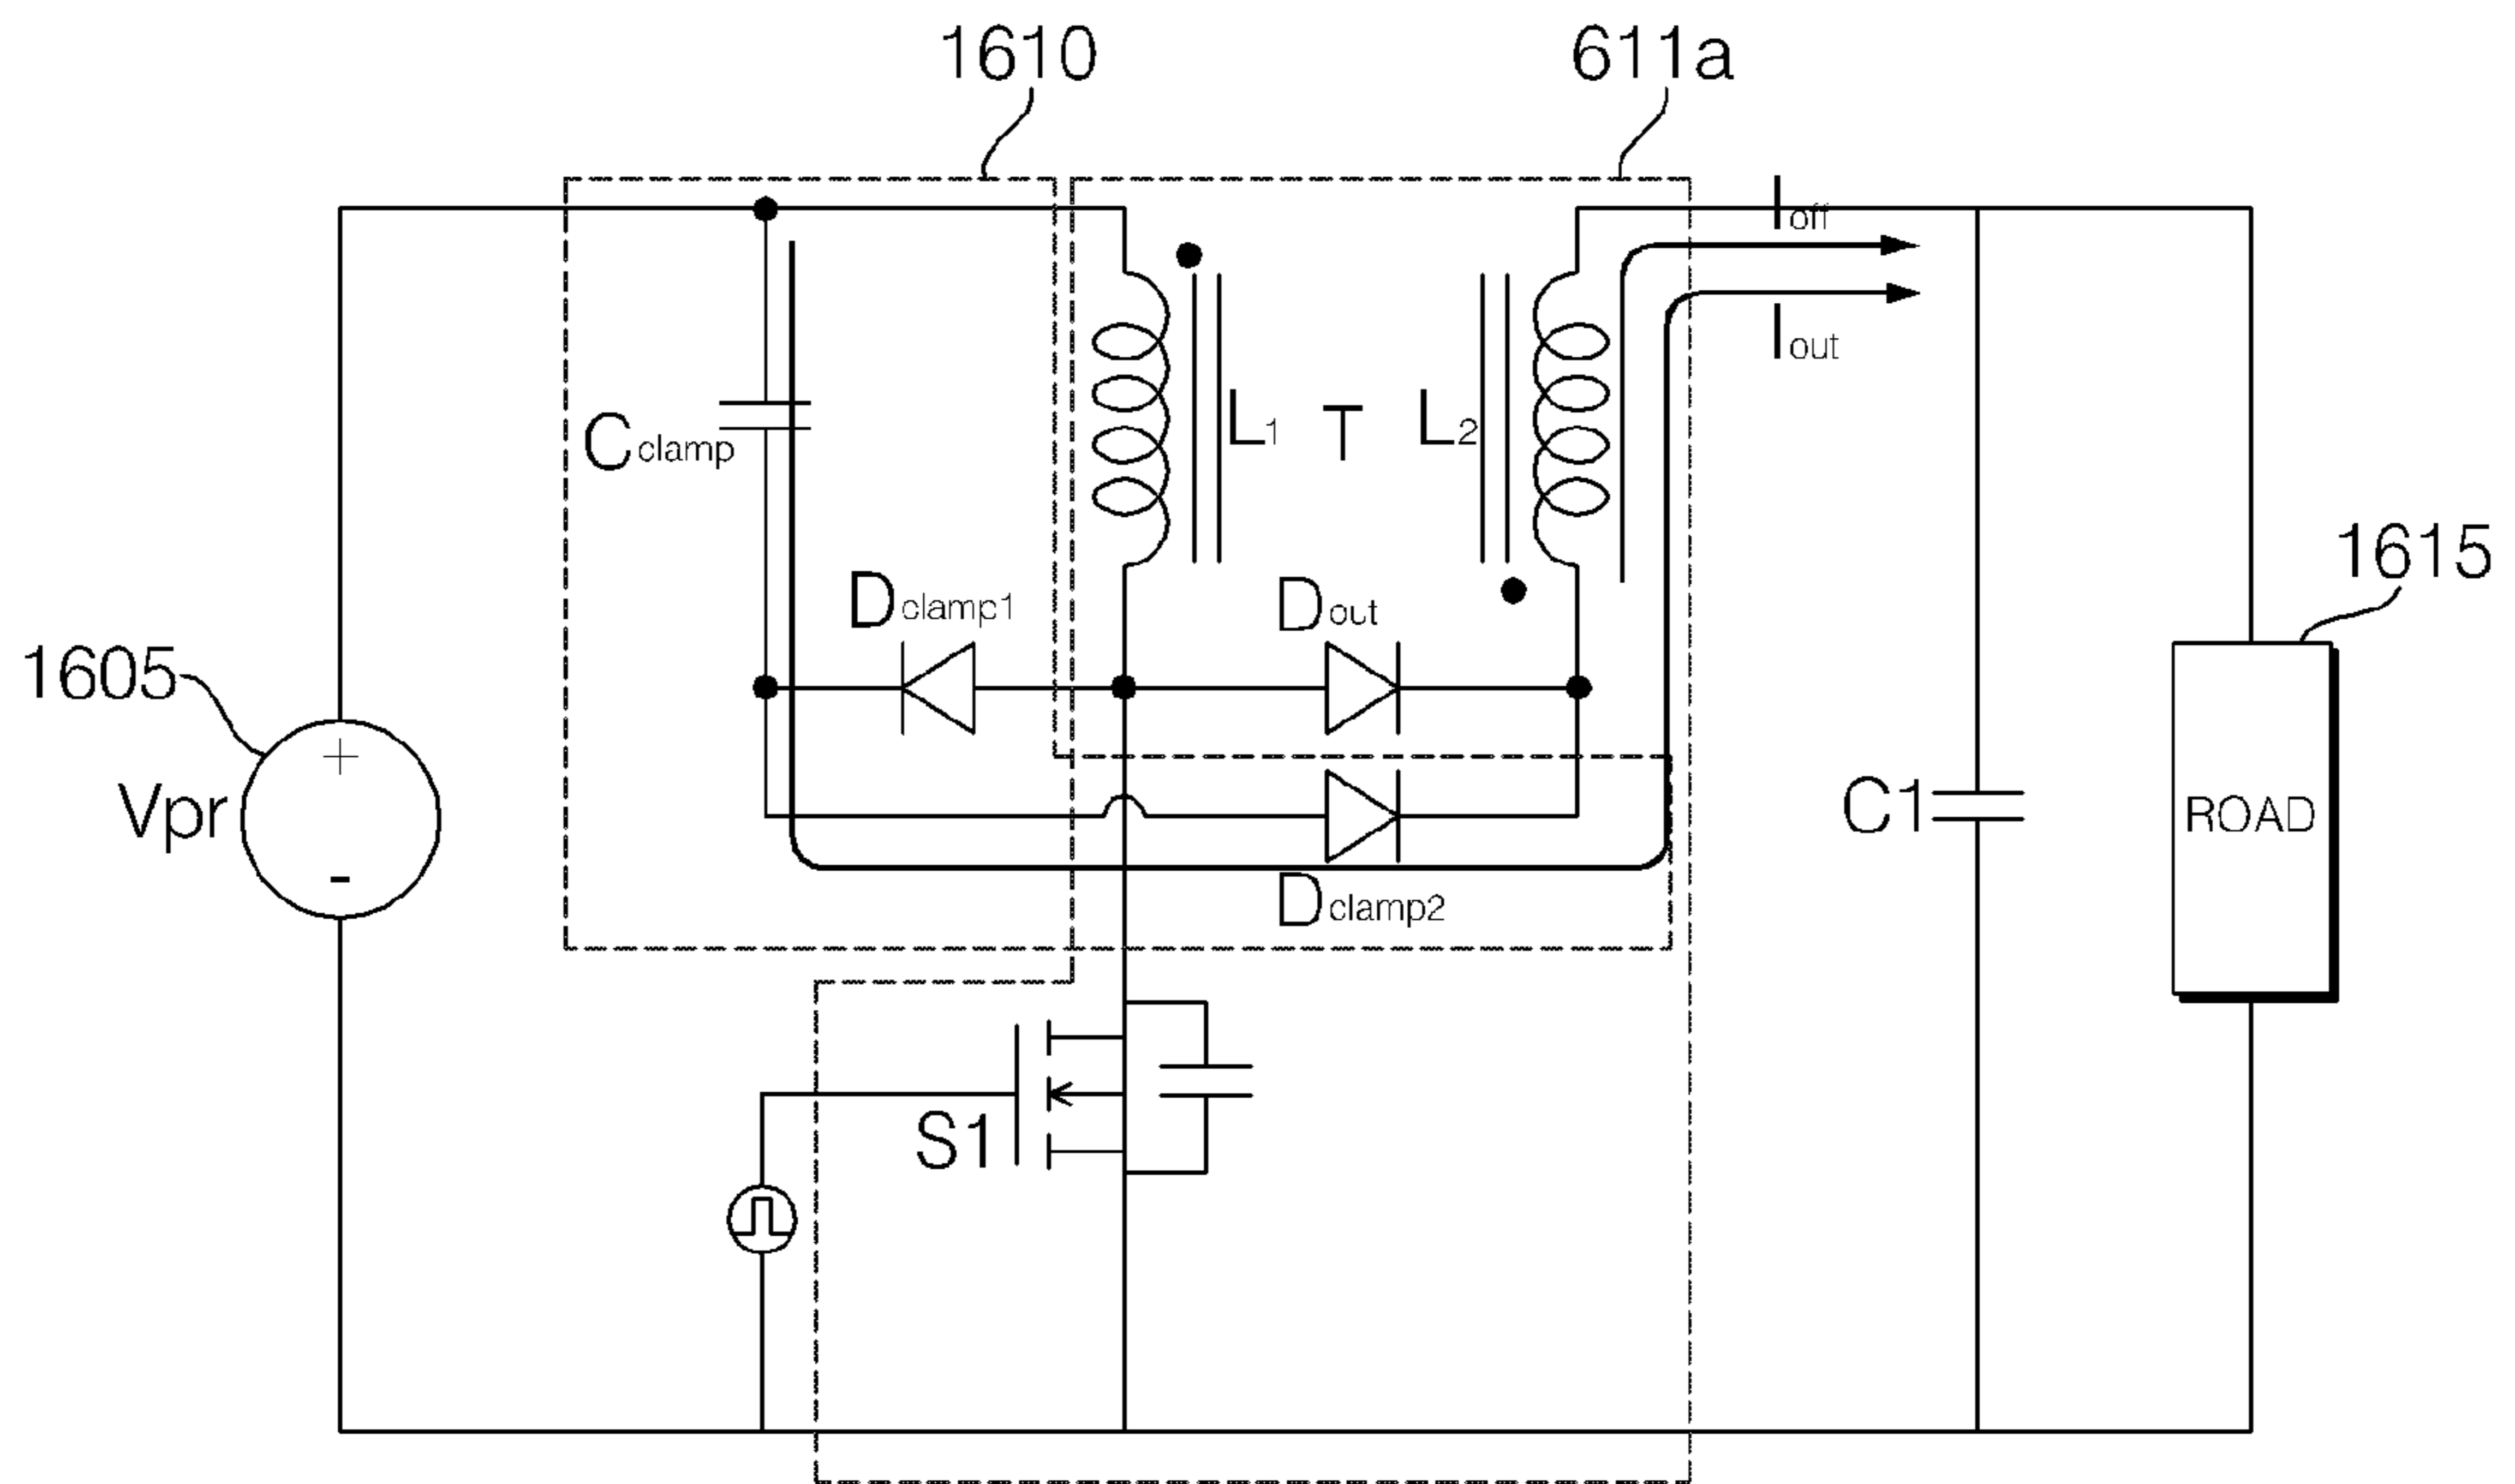 1610
611a
Ioff
Iout
Cclamp
L1
T
L2
Dclamp1
Dout
1615
1605
+
Vpr
-
C1
ROAD
Dclamp2
S1